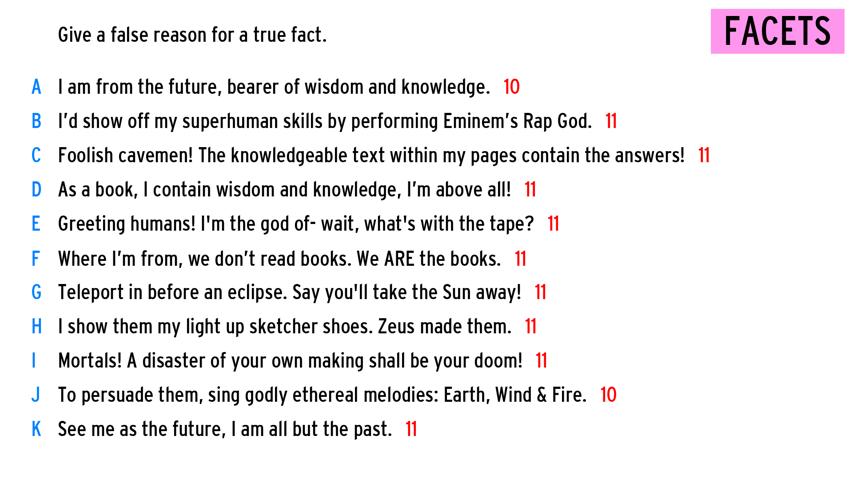 Give a false reason for a true fact.
FACETS
A I am from the future, bearer of wisdom and knowledge. 10
B I'd show off my superhuman skills by performing Eminem's Rap God. 11
C Foolish cavemen! The knowledgeable text within my pages contain the answers! 11
D As a book, I contain wisdom and knowledge, I'm above all! 11
E Greeting humans! I'm the god of- wait, what's with the tape? 11
F Where I'm from, we don't read books. We ARE the books. 11
G Teleport in before an eclipse. Say you'll take the Sun away! 11
H I show them my light up sketcher shoes. Zeus made them. 11
I Mortals! A disaster of your own making shall be your doom! 11
J To persuade them, sing godly ethereal melodies: Earth, Wind & Fire. 10
K See me as the future, I am all but the past. 11